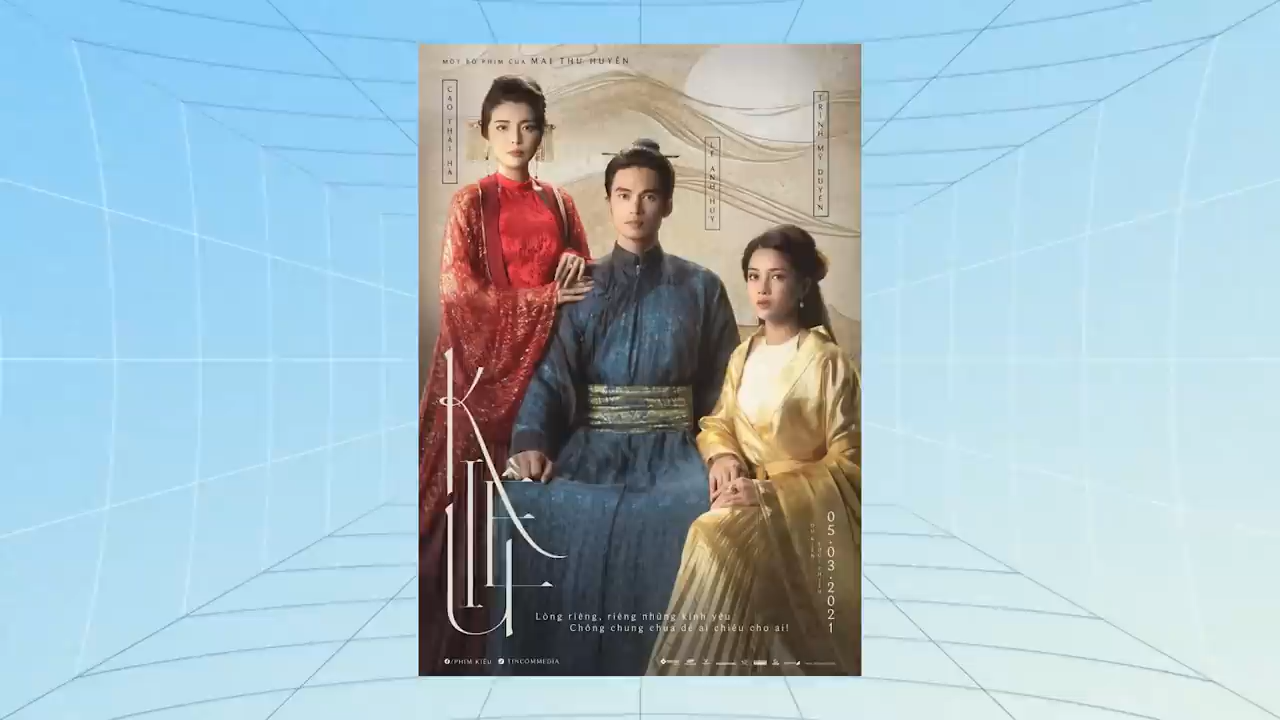 MỘT BỘ PHIM CỦA MAI THU HUYỀN
CAO THÁI HÀ
LÊ ANH HUY
TRÌNH MỸ DUYÊN
KIỀU
05.03.2021
Lòng riêng, riêng những kính yêu
Chồng chung chưa dễ ai chiều cho ai!
/PHIM KIỀU
TINCOMMEDIA